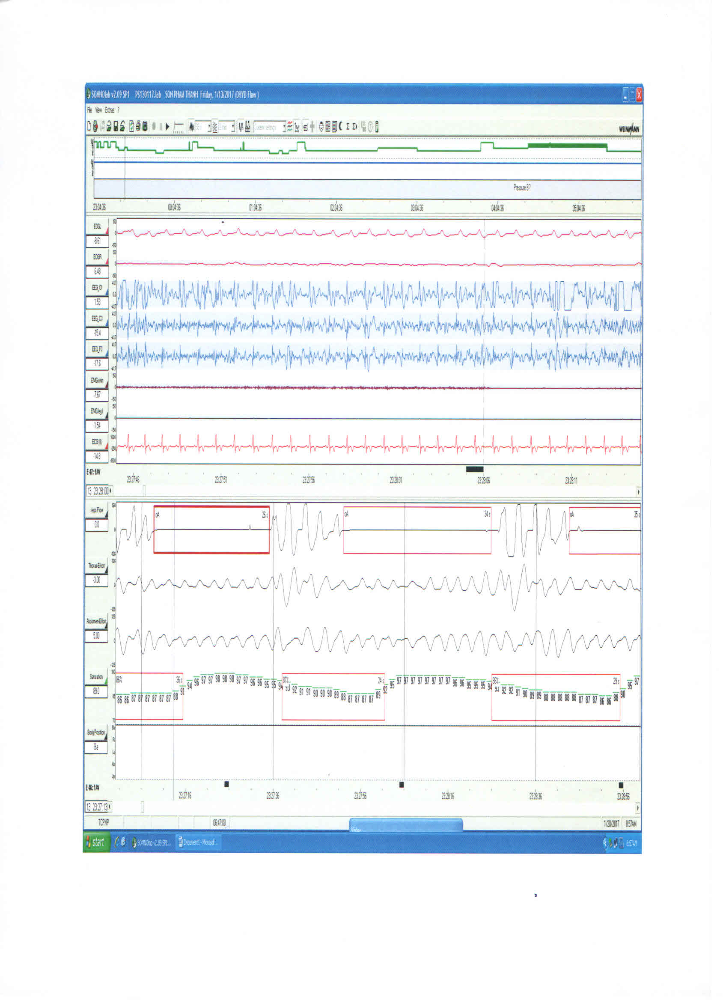 SOMNOlab v2.09 SP1 PS130117.lab SON PHAM THANH Friday, 1/13/2017 (DHYD Flow )
File View Extras ?
WEINMANN
Pressure 8?
23:04:36 00:04:36 01:04:36 02:04:36 03:04:36 04:04:36 05:04:36
EOGL
-8.61
150
0
-150
EOGR
6.48
150
0
-150
EEG_O1
1.53
41.7
0.0
-41.7
EEG_C3
-15.4
41.7
0.0
-41.7
EEG_F3
-17.6
41.7
0.0
-41.7
EMG chin
-7.67
150
0
-150
EMG leg l
-1.54
150
0
-150
ECG (II)
-14.8
1000
-250
-1500
E 47: 1/W
23:27:46 23:27:51 23:27:56 23:28:01 23:28:06 23:28:11
13. 23:28:00
resp.Flow
0.0
128
0
-128
oA 26 s oA 34 s oA 35 s
Thorax-Effort
-3.00
128
0
-128
Abdomen-Effort
5.00
128
0
-128
Saturation
89.0
100
85
70
86% 36 s 87% 24 s 86% 29 s
86 86 87 87 87 87 87 87 88 91 94 96 97 97 98 98 98 97 97 96 96 95 95 94 93 92 91 91 90 90 90 89 88 87 87 87 87 89 92 95 97 97 97 97 97 97 97 97 96 96 95 95 95 94 93 92 92 91 90 89 89 88 88 88 88 88 87 87 87 86 86 88 90 95 97
Body Position
Ba
Ba
Ri
Le
Ab
Up
E 46: 1/W
23:27:16 23:27:36 23:27:56 23:28:16 23:28:36 23:28:56
13. 23:27:13
TCP/IP 06:47:00 Video 1/20/2017 8:57AM
start SOMNOlab v2.09 SP1... Document1 - Microsof... 8:57AM